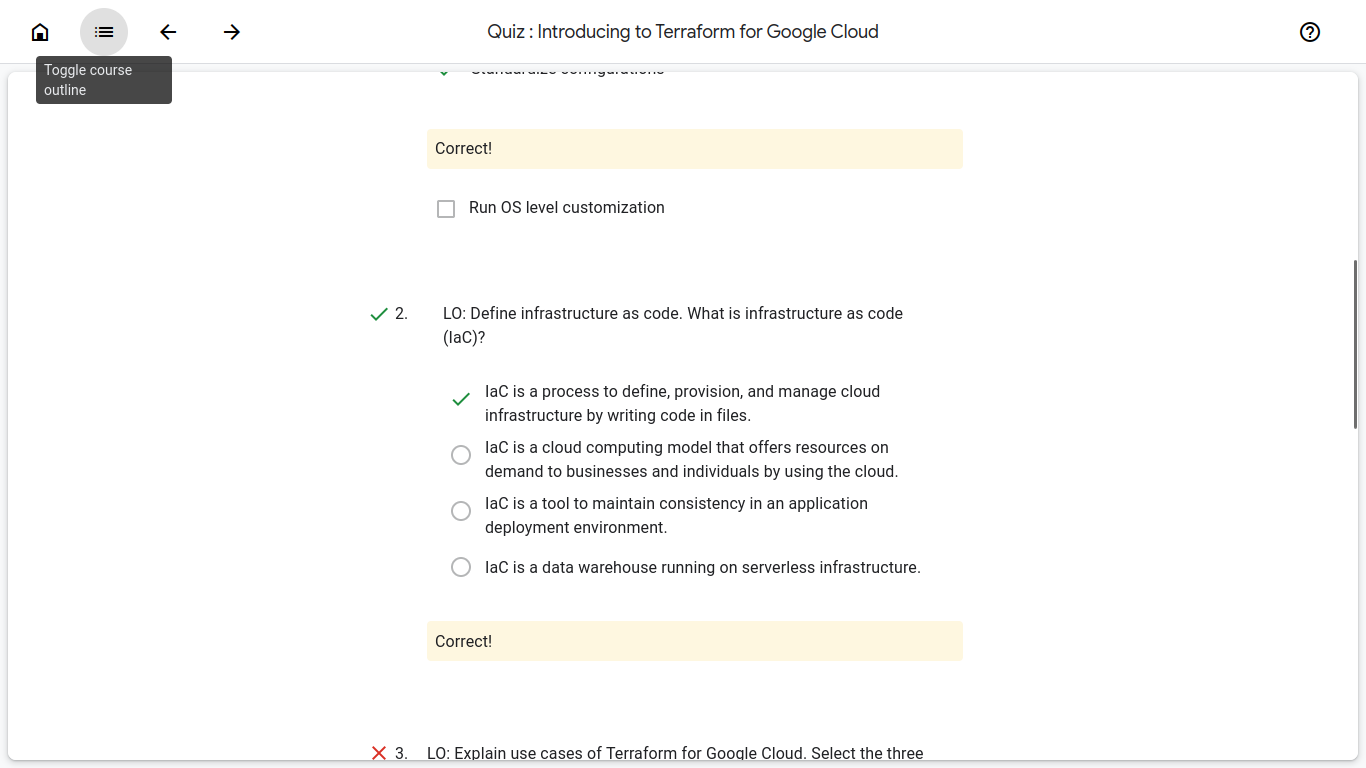 Quiz : Introducing to Terraform for Google Cloud
Toggle course
outline
Standardize configurations
Correct!
Run OS level customization
2. LO: Define infrastructure as code. What is infrastructure as code
(IaC)?
IaC is a process to define, provision, and manage cloud
infrastructure by writing code in files.
IaC is a cloud computing model that offers resources on
demand to businesses and individuals by using the cloud.
IaC is a tool to maintain consistency in an application
deployment environment.
IaC is a data warehouse running on serverless infrastructure.
Correct!
3. LO: Explain use cases of Terraform for Google Cloud. Select the three